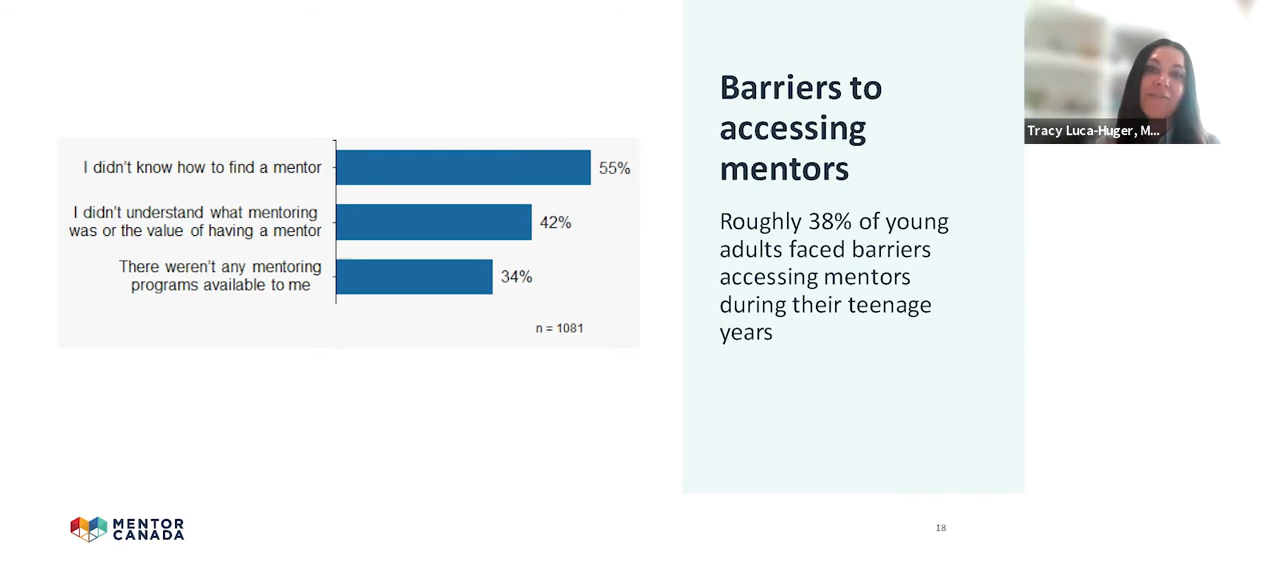 I didn't know how to find a mentor
55%
I didn't understand what mentoring
was or the value of having a mentor
42%
There weren't any mentoring
programs available to me
34%
n = 1081
Barriers to
accessing
mentors
Roughly 38% of young
adults faced barriers
accessing mentors
during their teenage
years
Tracy Luca-Huger, M...
MENTOR
CANADA
18